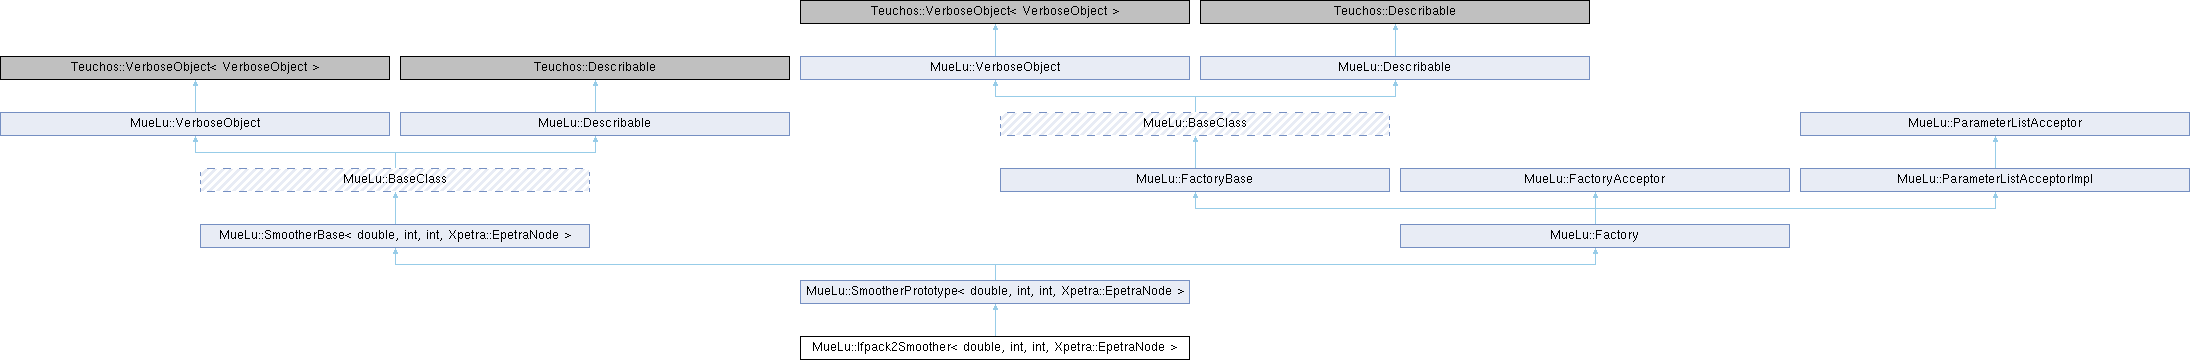 Teuchos::VerboseObject< VerboseObject >
Teuchos::Describable
Teuchos::VerboseObject< VerboseObject >
Teuchos::Describable
MueLu::VerboseObject
MueLu::Describable
MueLu::VerboseObject
MueLu::Describable
MueLu::BaseClass
MueLu::ParameterListAcceptor
MueLu::BaseClass
MueLu::FactoryBase
MueLu::FactoryAcceptor
MueLu::ParameterListAcceptorImpl
MueLu::SmootherBase< double, int, int, Xpetra::EpetraNode >
MueLu::Factory
MueLu::SmootherPrototype< double, int, int, Xpetra::EpetraNode >
MueLu::Ifpack2Smoother< double, int, int, Xpetra::EpetraNode >